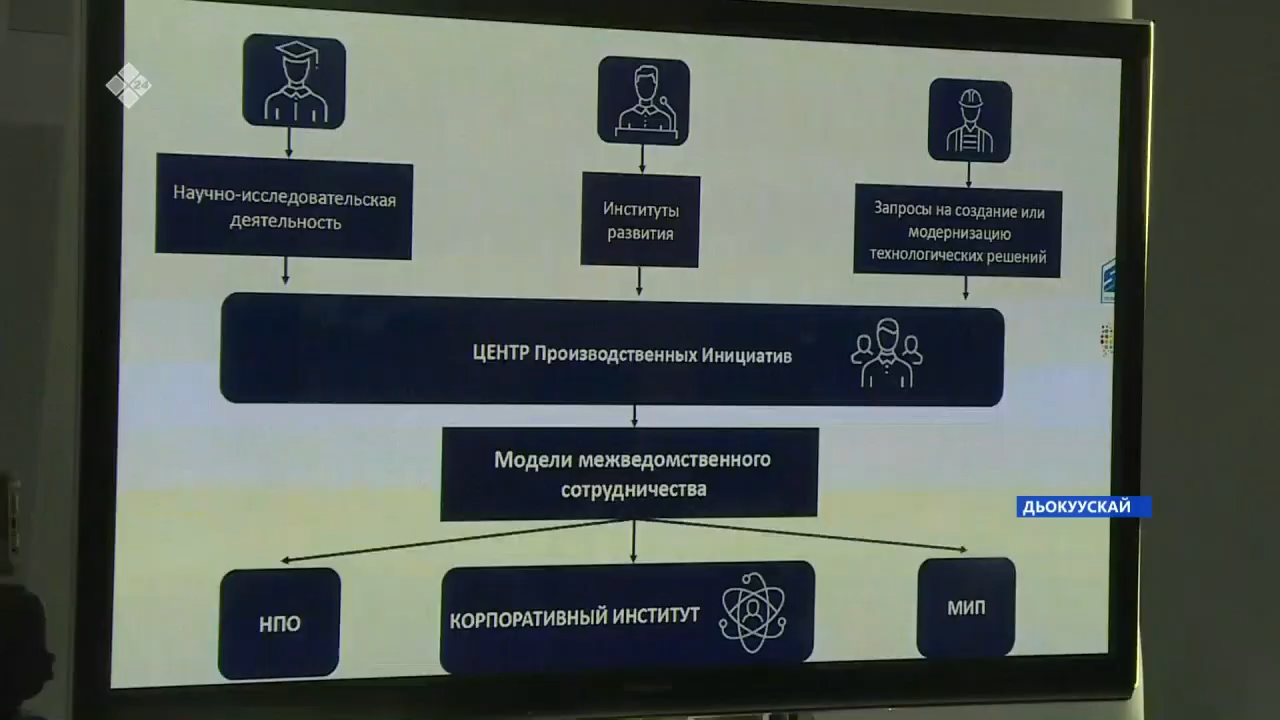 Научно-исследовательская
деятельность
Институты
развития
Запросы на создание или
модернизацию
технологических решений
ЦЕНТР Производственных Инициатив
Модели межведомственного
сотрудничества
ДЬОКУУСКАЙ
НПО
КОРПОРАТИВНЫЙ ИНСТИТУТ
МИП